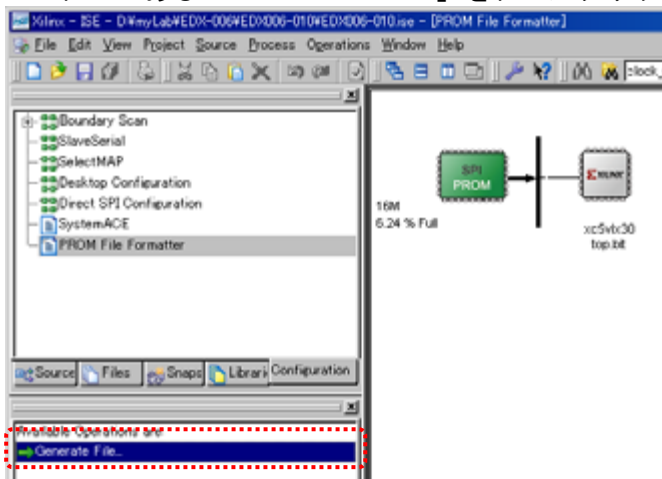 Xilinx - ISE - D:¥myLab¥EDX-006¥EDX006-010¥EDX006-010.ise - [PROM File Formatter]
File Edit View Project Source Process Operations Window Help
Boundary Scan
SlaveSerial
SelectMAP
Desktop Configuration
Direct SPI Configuration
SystemACE
PROM File Formatter
SPI
PROM
16M
6.24 % Full
XILINX
xc5vlx30
top.bit
Source Files Snaps Librari Configuration
Available Operations are
Generate File...